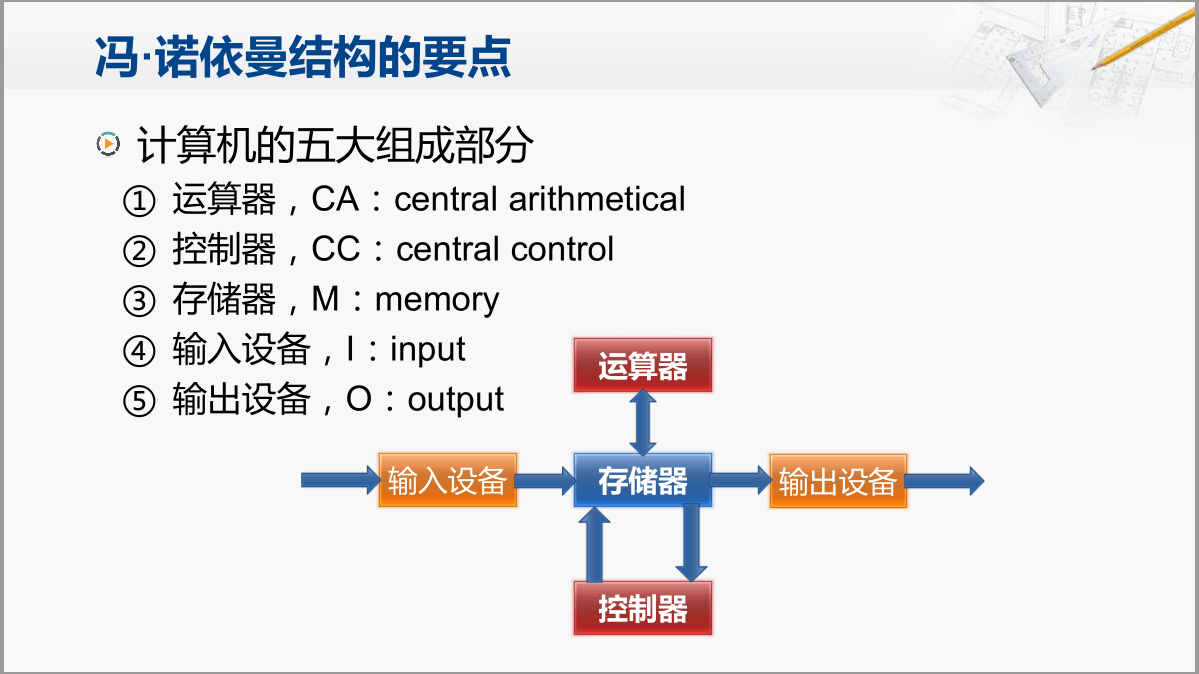 冯·诺依曼结构的要点
计算机的五大组成部分
① 运算器，CA：central arithmetical
② 控制器，CC：central control
③ 存储器，M：memory
④ 输入设备，I：input
⑤ 输出设备，O：output
运算器
输入设备
存储器
输出设备
控制器